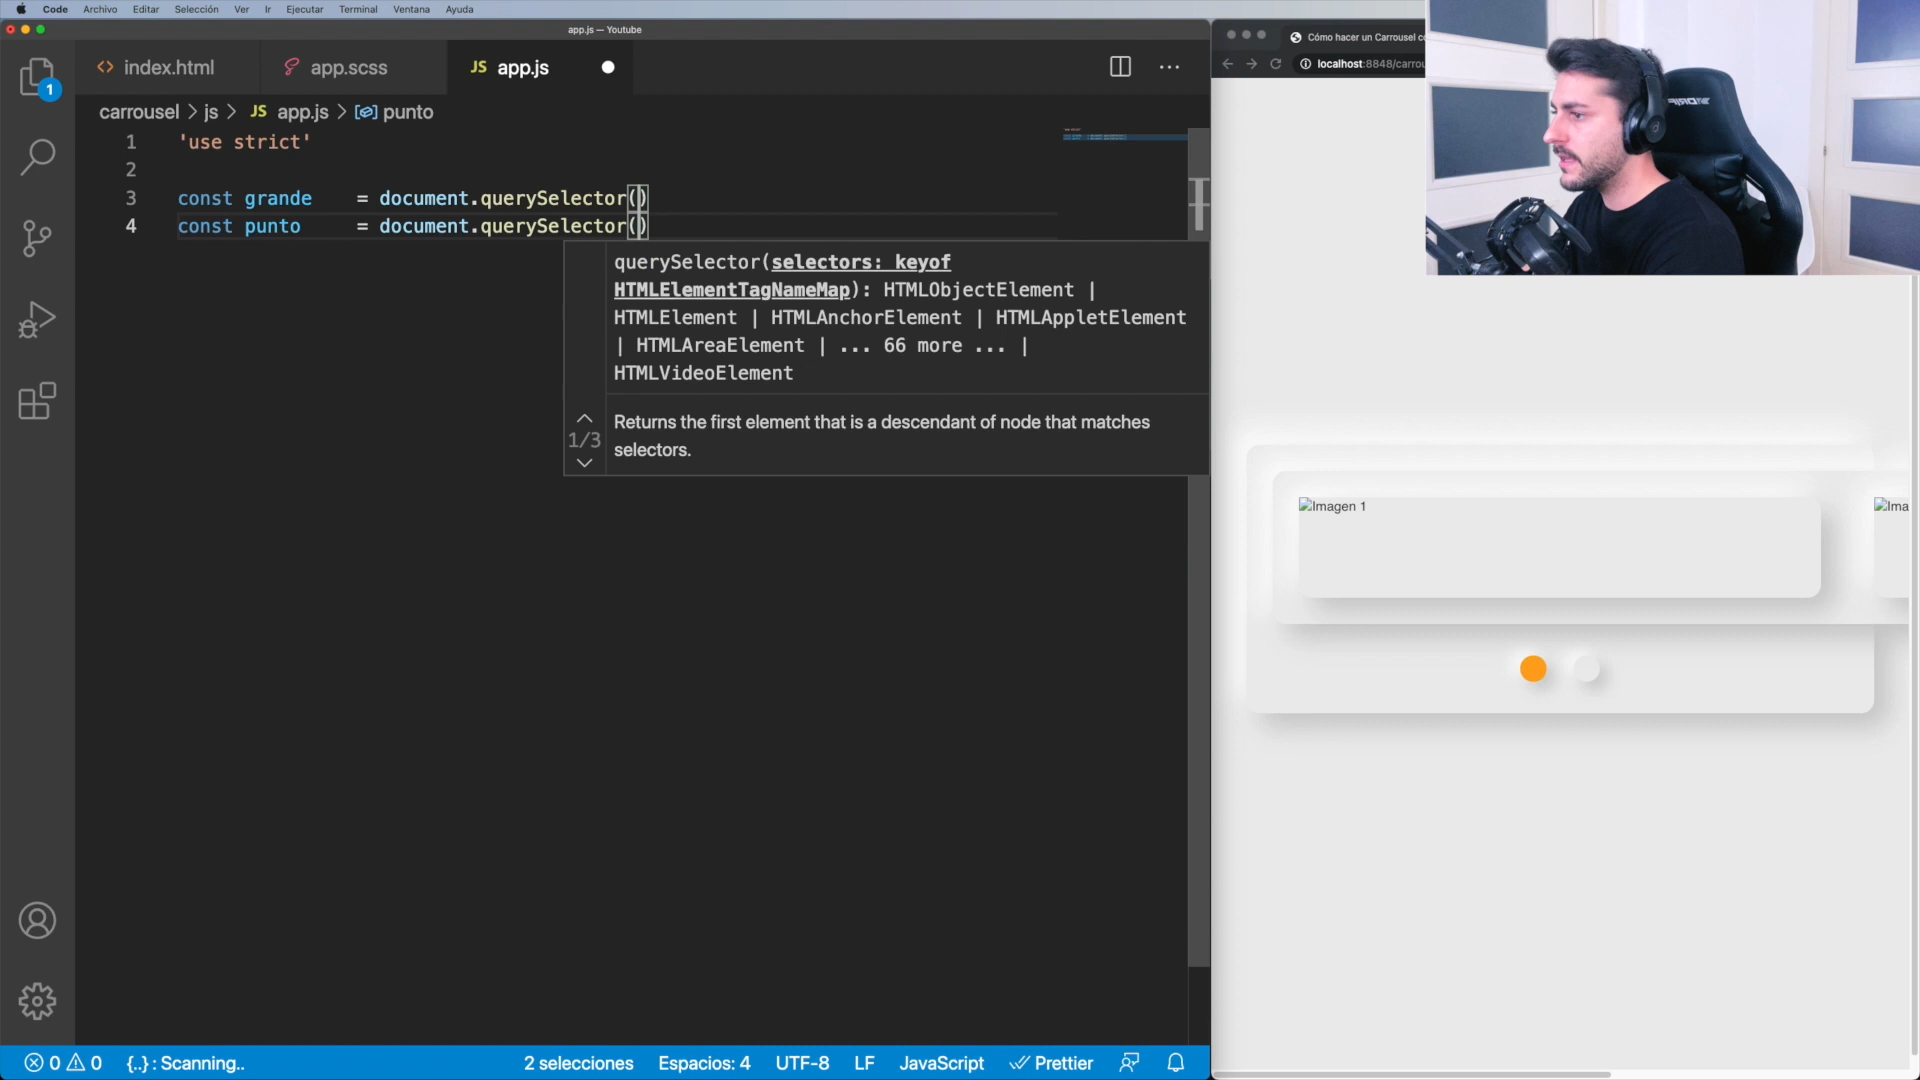 Code Archivo Editar Selección Ver Ir Ejecutar Terminal Ventana Ayuda
app.js — Youtube
index.html
app.scss
JS app.js
carrousel > js > JS app.js > punto
1 'use strict'
2
3 const grande = document.querySelector()
4 const punto = document.querySelector()
querySelector(selectors: keyof
HTMLElementTagNameMap): HTMLObjectElement |
HTMLElement | HTMLAnchorElement | HTMLAppletElement
| HTMLAreaElement | ... 66 more ... |
HTMLVideoElement
1/3
Returns the first element that is a descendant of node that matches
selectors.
1
0 0 {..} : Scanning..
2 selecciones Espacios: 4 UTF-8 LF JavaScript Prettier
Cómo hacer un Carrousel co
localhost:8848/carrou
Imagen 1
Ima